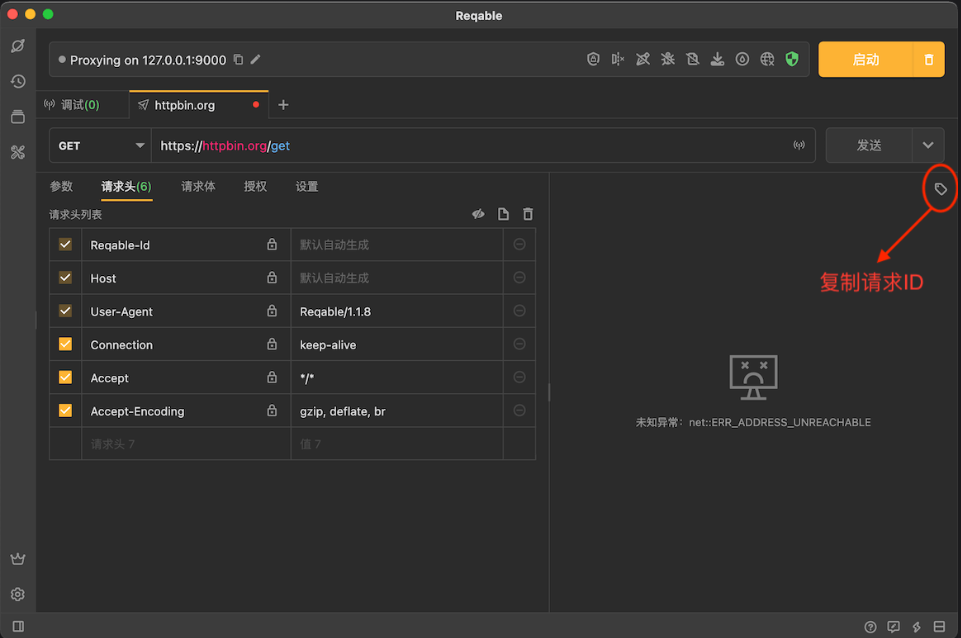 Reqable
Proxying on 127.0.0.1:9000
启动
调试(0)
httpbin.org
GET
https://httpbin.org/get
发送
参数
请求头(6)
请求体
授权
设置
请求头列表
Reqable-Id
默认自动生成
Host
默认自动生成
User-Agent
Reqable/1.1.8
Connection
keep-alive
Accept
*/*
Accept-Encoding
gzip, deflate, br
请求头 7
值 7
复制请求ID
未知异常：net::ERR_ADDRESS_UNREACHABLE